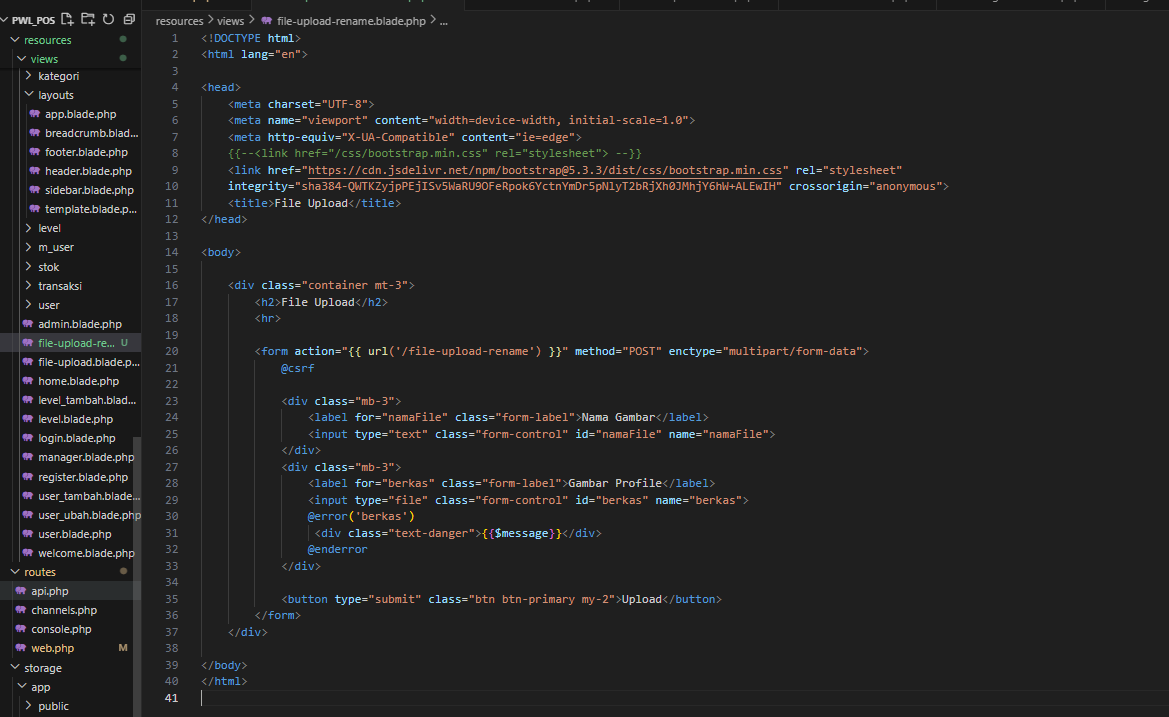 PWL_POS
resources
views
kategori
layouts
app.blade.php
breadcrumb.blad...
footer.blade.php
header.blade.php
sidebar.blade.php
template.blade.p...
level
m_user
stok
transaksi
user
admin.blade.php
file-upload-re... U
file-upload.blade.p...
home.blade.php
level_tambah.blad...
level.blade.php
login.blade.php
manager.blade.php
register.blade.php
user_tambah.blade...
user_ubah.blade.php
user.blade.php
welcome.blade.php
routes
api.php
channels.php
console.php
web.php M
storage
app
public
resources > views > file-upload-rename.blade.php > ...
1 <!DOCTYPE html>
2 <html lang="en">
3
4 <head>
5 <meta charset="UTF-8">
6 <meta name="viewport" content="width=device-width, initial-scale=1.0">
7 <meta http-equiv="X-UA-Compatible" content="ie=edge">
8 {{--<link href="/css/bootstrap.min.css" rel="stylesheet"> --}}
9 <link href="https://cdn.jsdelivr.net/npm/bootstrap@5.3.3/dist/css/bootstrap.min.css" rel="stylesheet"
10 integrity="sha384-QWTKZyjpPEjISv5WaRU9OFeRpok6YctnYmDr5pNlyT2bRjXh0JMhjY6hW+ALEwIH" crossorigin="anonymous">
11 <title>File Upload</title>
12 </head>
13
14 <body>
15
16 <div class="container mt-3">
17 <h2>File Upload</h2>
18 <hr>
19
20 <form action="{{ url('/file-upload-rename') }}" method="POST" enctype="multipart/form-data">
21 @csrf
22
23 <div class="mb-3">
24 <label for="namaFile" class="form-label">Nama Gambar</label>
25 <input type="text" class="form-control" id="namaFile" name="namaFile">
26 </div>
27 <div class="mb-3">
28 <label for="berkas" class="form-label">Gambar Profile</label>
29 <input type="file" class="form-control" id="berkas" name="berkas">
30 @error('berkas')
31 <div class="text-danger">{{$message}}</div>
32 @enderror
33 </div>
34
35 <button type="submit" class="btn btn-primary my-2">Upload</button>
36 </form>
37 </div>
38
39 </body>
40 </html>
41